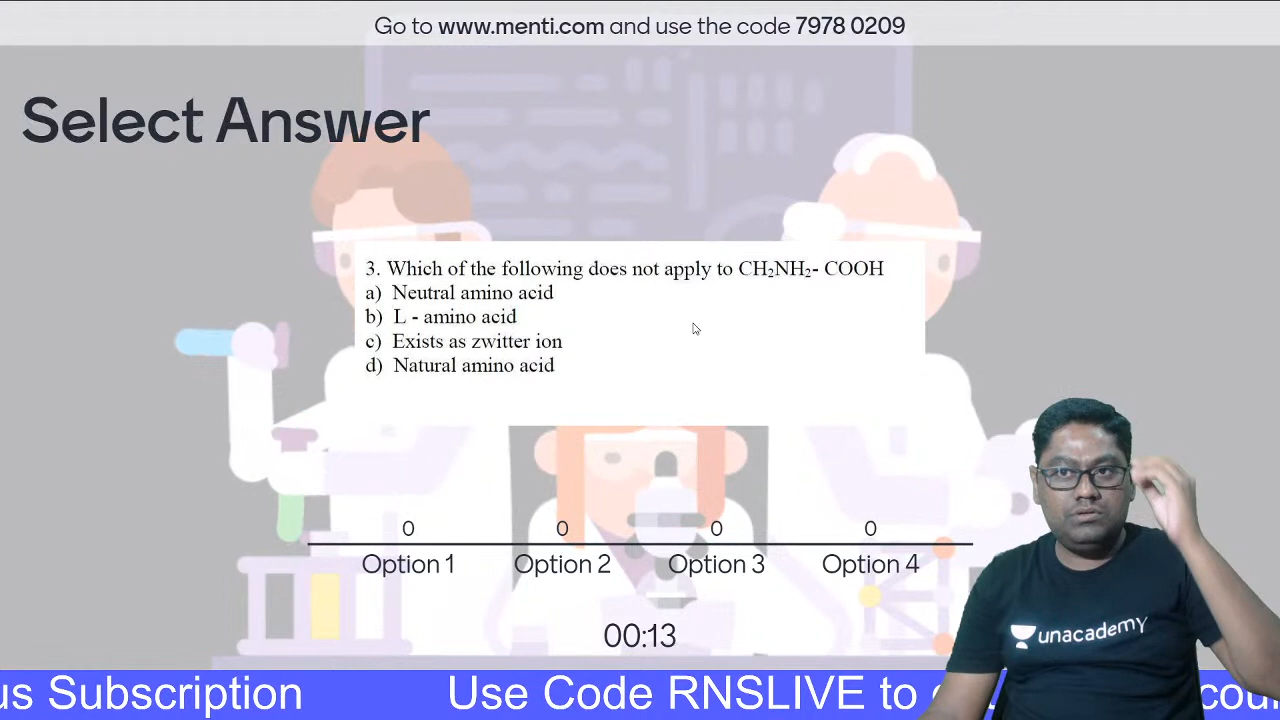 Go to www.menti.com and use the code 7978 0209
Select Answer
3. Which of the following does not apply to CH₂NH₂- COOH
a) Neutral amino acid
b) L - amino acid
c) Exists as zwitter ion
d) Natural amino acid
0 0 0 0
Option 1 Option 2 Option 3 Option 4
00:13
unacademy
us Subscription Use Code RNSLIVE to